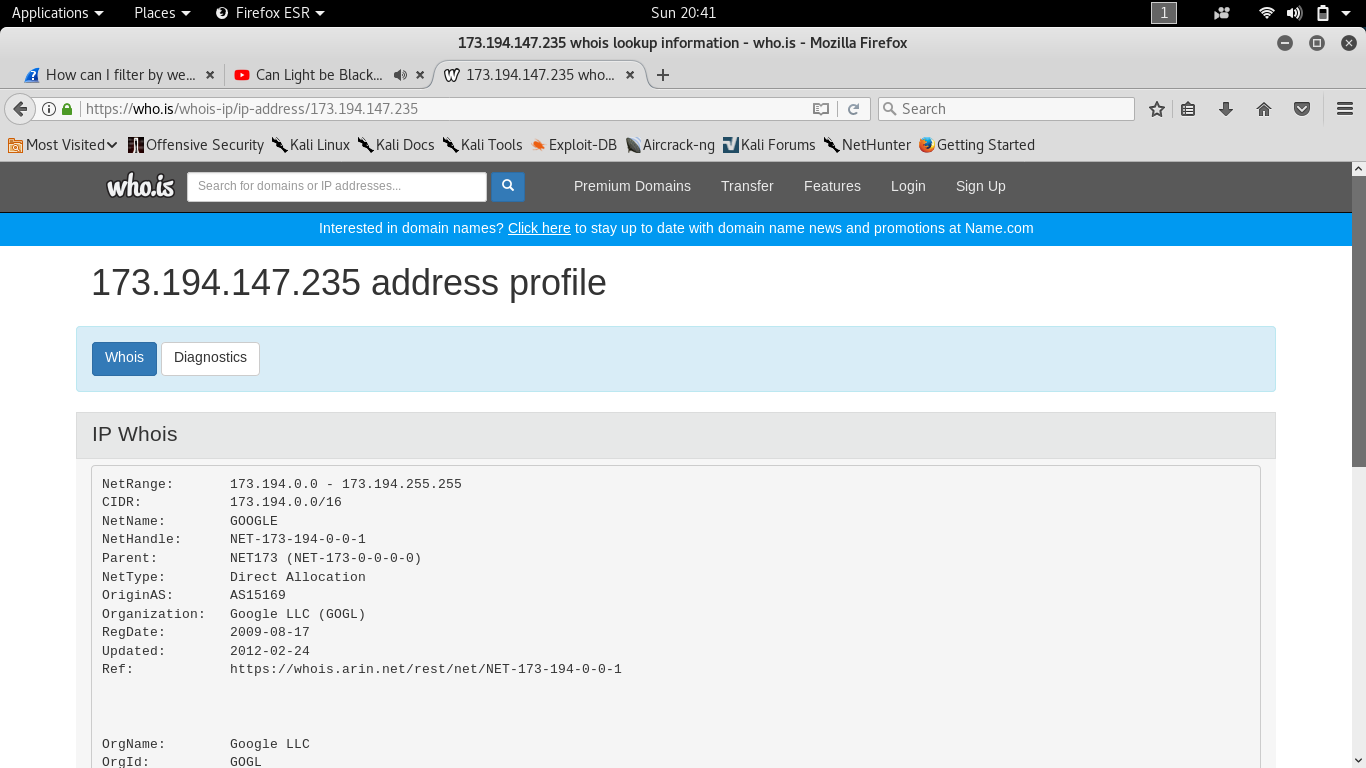 Applications Places Firefox ESR Sun 20:41 1
173.194.147.235 whois lookup information - who.is - Mozilla Firefox
How can I filter by we... Can Light be Black... 173.194.147.235 who...
https://who.is/whois-ip/ip-address/173.194.147.235 Search
Most Visited Offensive Security Kali Linux Kali Docs Kali Tools Exploit-DB Aircrack-ng Kali Forums NetHunter Getting Started
who.is Search for domains or IP addresses... Premium Domains Transfer Features Login Sign Up
Interested in domain names? Click here to stay up to date with domain name news and promotions at Name.com
173.194.147.235 address profile
Whois Diagnostics
IP Whois
NetRange: 173.194.0.0 - 173.194.255.255
CIDR: 173.194.0.0/16
NetName: GOOGLE
NetHandle: NET-173-194-0-0-1
Parent: NET173 (NET-173-0-0-0-0)
NetType: Direct Allocation
OriginAS: AS15169
Organization: Google LLC (GOGL)
RegDate: 2009-08-17
Updated: 2012-02-24
Ref: https://whois.arin.net/rest/net/NET-173-194-0-0-1
OrgName: Google LLC
OrgId: GOGL